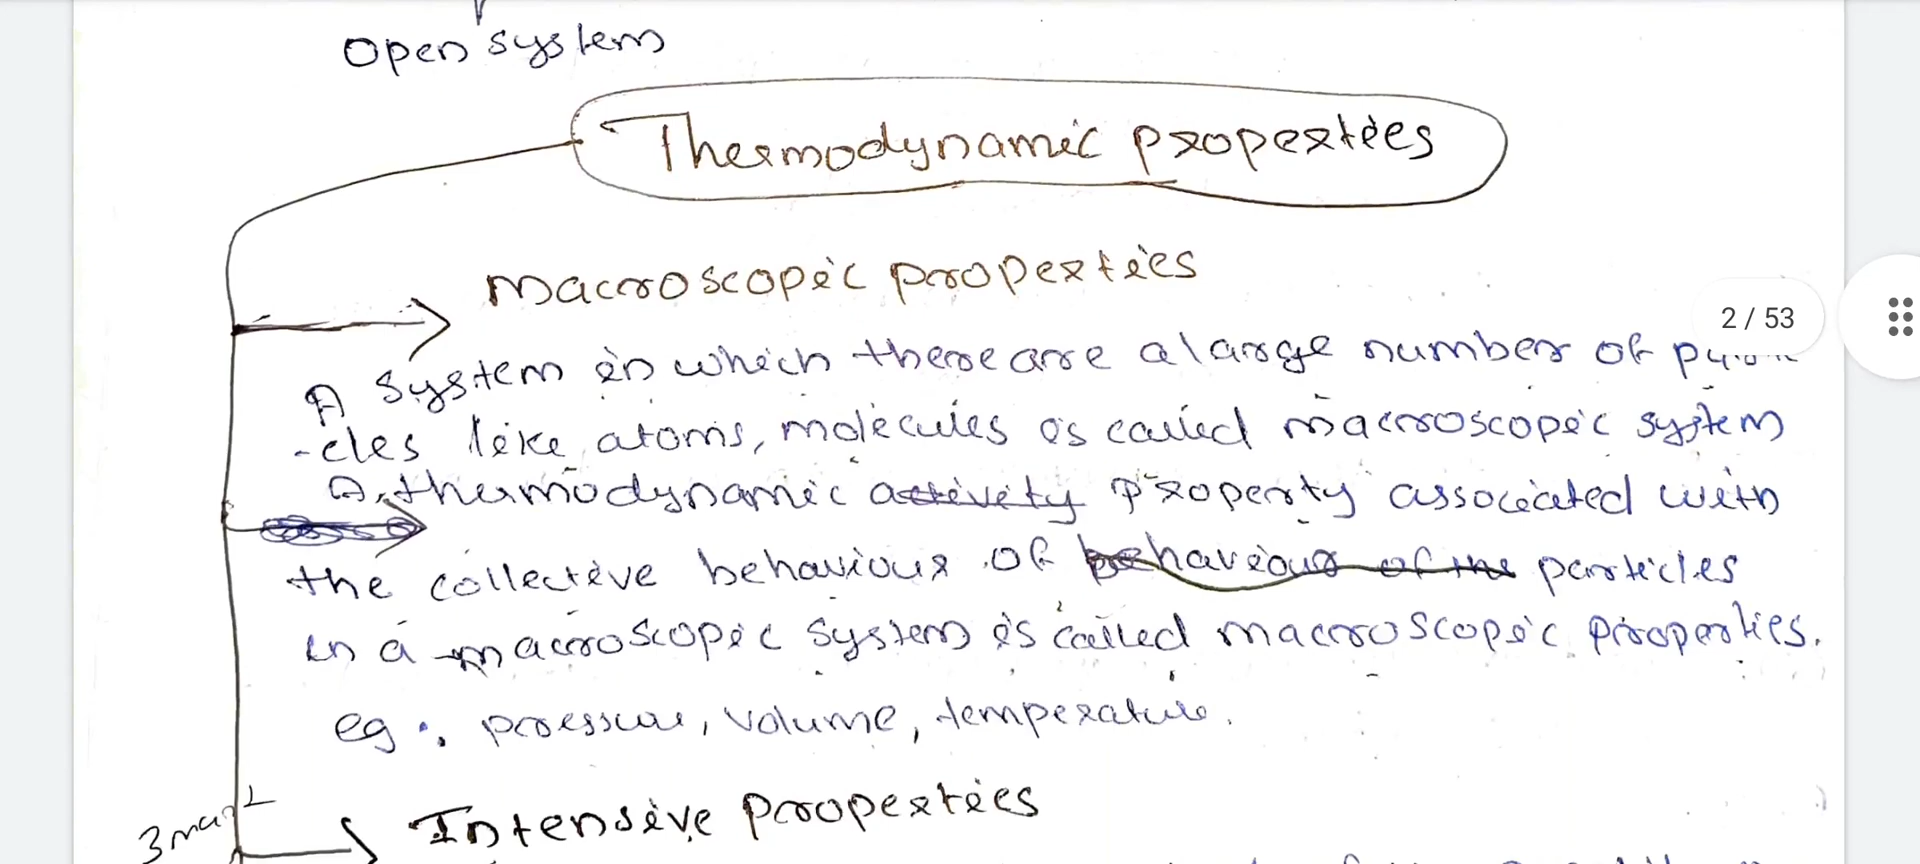 Open system
Thermodynamic properties
Macroscopic properties
2 / 53
A system in which there are a large number of
-cles like atoms, molecules is called macroscopic system
A thermodynamic activity property associated with
the collective behaviour of behaviour of the particles
in a macroscopic system is called macroscopic properties.
eg :, pressure, volume, temperature.
3 mark
Intensive properties